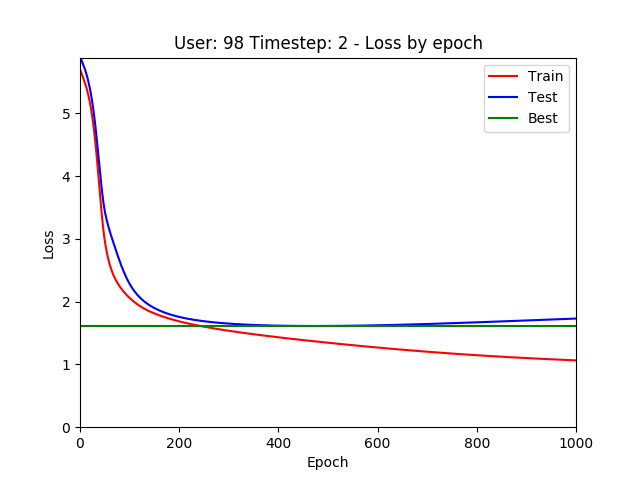 User: 98 Timestep: 2 - Loss by epoch
Train
Test
Best
Loss
5
4
3
2
1
0
0 200 400 600 800 1000
Epoch